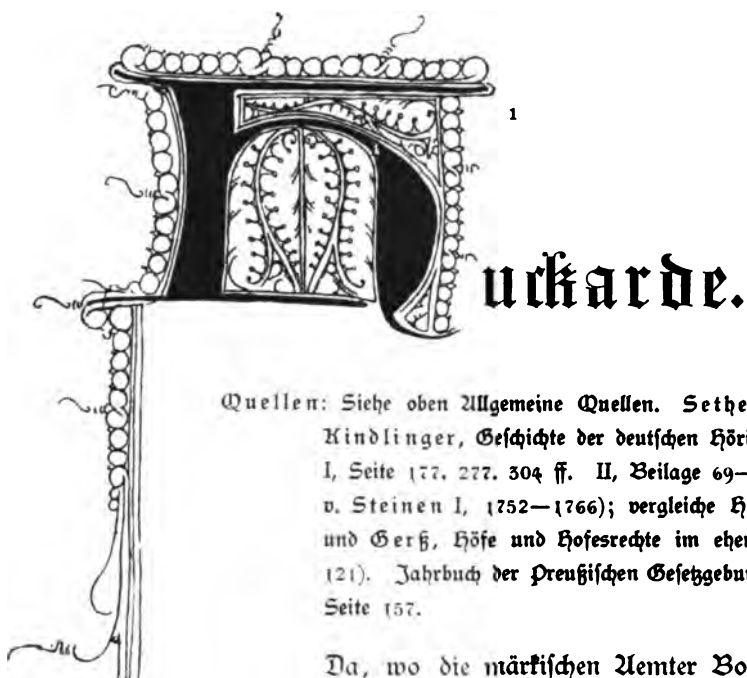 1
Huckarde.
Quellen: Siehe oben Allgemeine Quellen. Sethe
Kindlinger, Geschichte der deutschen Höri
I, Seite 177. 277. 304 ff. II, Beilage 69—
v. Steinen I, 1752—1766); vergleiche H
und Gerß, Höfe und Hofesrechte im eher
121). Jahrbuch der Preußischen Gesetzgebun
Seite 157.
Da, wo die märkischen Aemter Bo